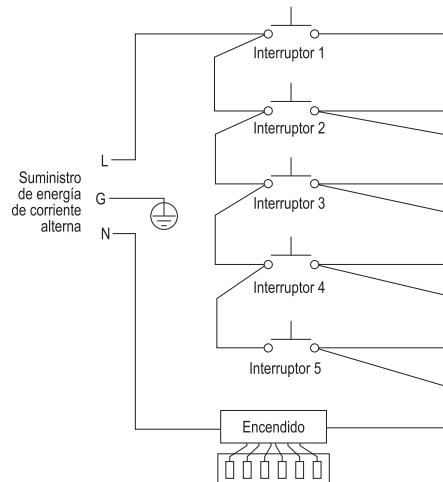 Interruptor 1
Interruptor 2
L
Suministro
de energía
de corriente
alterna
G
Interruptor 3
N
Interruptor 4
Interruptor 5
Encendido